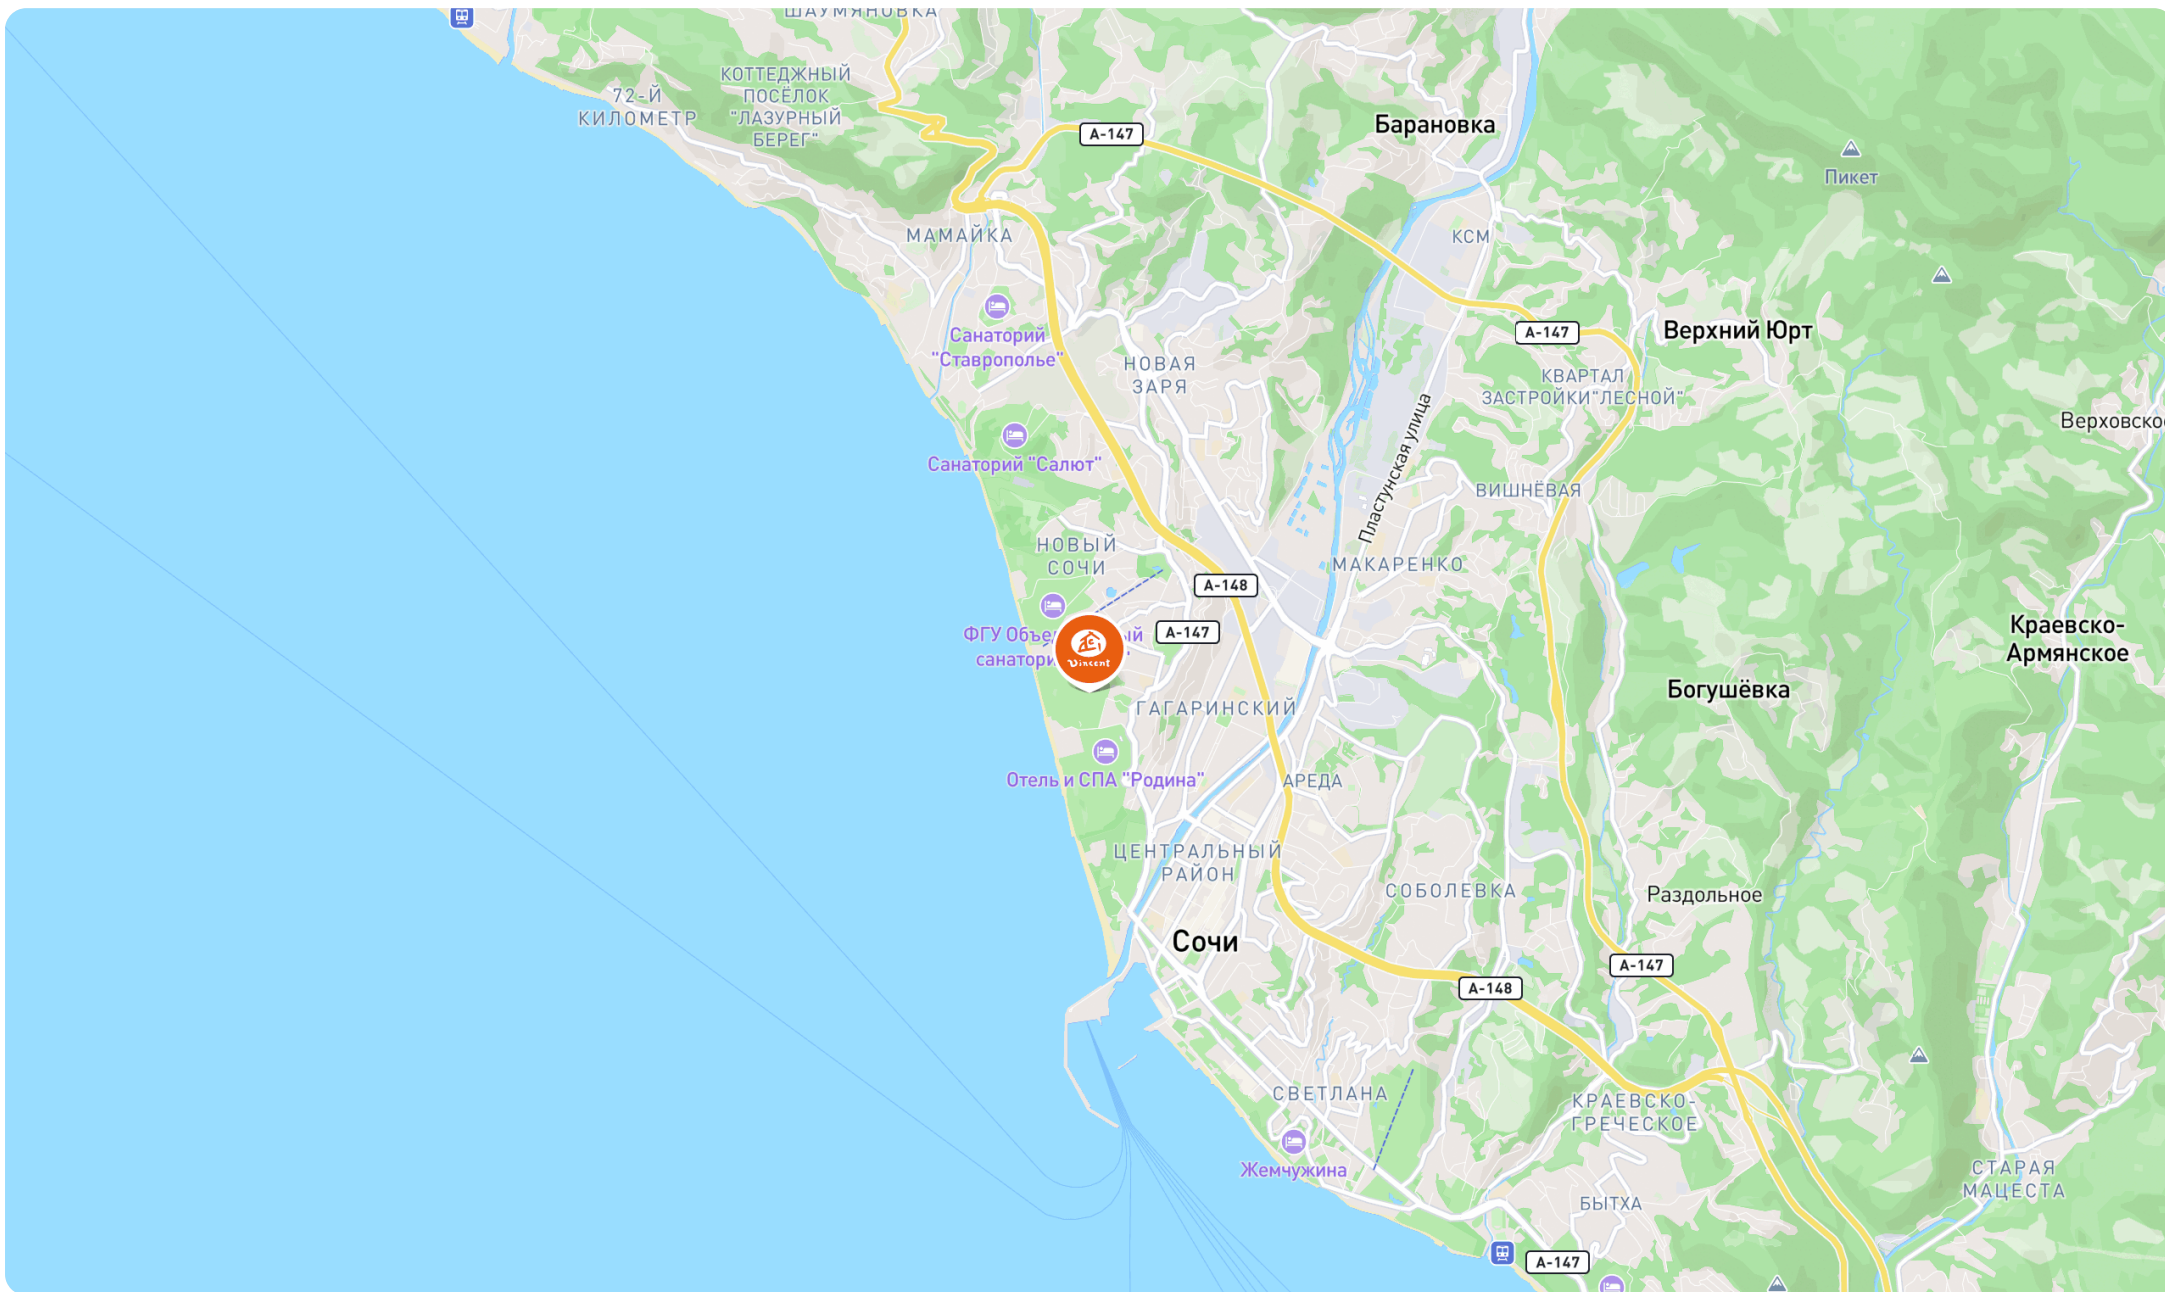 ШАУМЯНОВКА
КОТТЕДЖНЫЙ
ПОСЁЛОК
"ЛАЗУРНЫЙ
БЕРЕГ"
72-Й
КИЛОМЕТР
А-147
Барановка
Пикет
МАМАЙКА
КСМ
Санаторий
"Ставрополье"
А-147
Верхний Юрт
НОВАЯ
ЗАРЯ
КВАРТАЛ
ЗАСТРОЙКИ"ЛЕСНОЙ"
Верховское
Пластунская улица
Санаторий "Салют"
ВИШНЁВАЯ
НОВЫЙ
СОЧИ
МАКАРЕНКО
А-148
ФГУ
А-147
Vincent
Краевско-
Армянское
Богушёвка
ГАГАРИНСКИЙ
Отель и СПА "Родина"
АРЕДА
ЦЕНТРАЛЬНЫЙ
РАЙОН
СОБОЛЕВКА
Раздольное
Сочи
А-147
А-148
СВЕТЛАНА
КРАЕВСКО-
ГРЕЧЕСКОЕ
Жемчужина
СТАРАЯ
МАЦЕСТА
БЫТХА
А-147